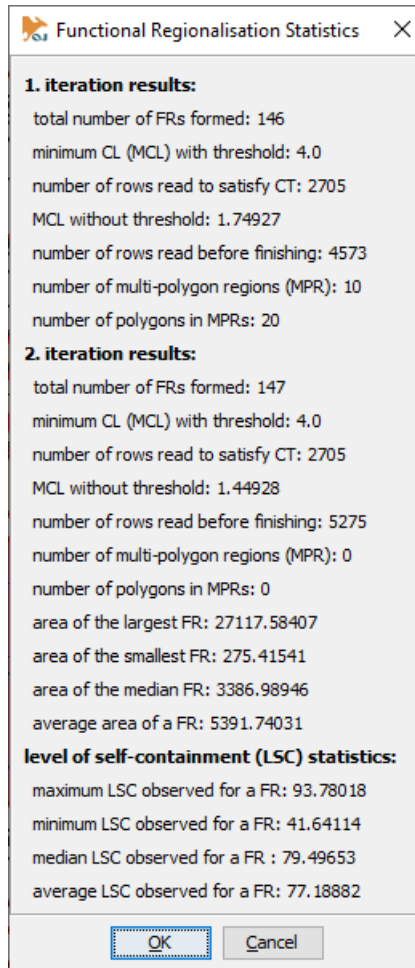 Functional Regionalisation Statistics
1. iteration results:
total number of FRs formed: 146
minimum CL (MCL) with threshold: 4.0
number of rows read to satisfy CT: 2705
MCL without threshold: 1.74927
number of rows read before finishing: 4573
number of multi-polygon regions (MPR): 10
number of polygons in MPRs: 20
2. iteration results:
total number of FRs formed: 147
minimum CL (MCL) with threshold: 4.0
number of rows read to satisfy CT: 2705
MCL without threshold: 1.44928
number of rows read before finishing: 5275
number of multi-polygon regions (MPR): 0
number of polygons in MPRs: 0
area of the largest FR: 27117.58407
area of the smallest FR: 275.41541
area of the median FR: 3386.98946
average area of a FR: 5391.74031
level of self-containment (LSC) statistics:
maximum LSC observed for a FR: 93.78018
minimum LSC observed for a FR: 41.64114
median LSC observed for a FR : 79.49653
average LSC observed for a FR: 77.18882
OK Cancel